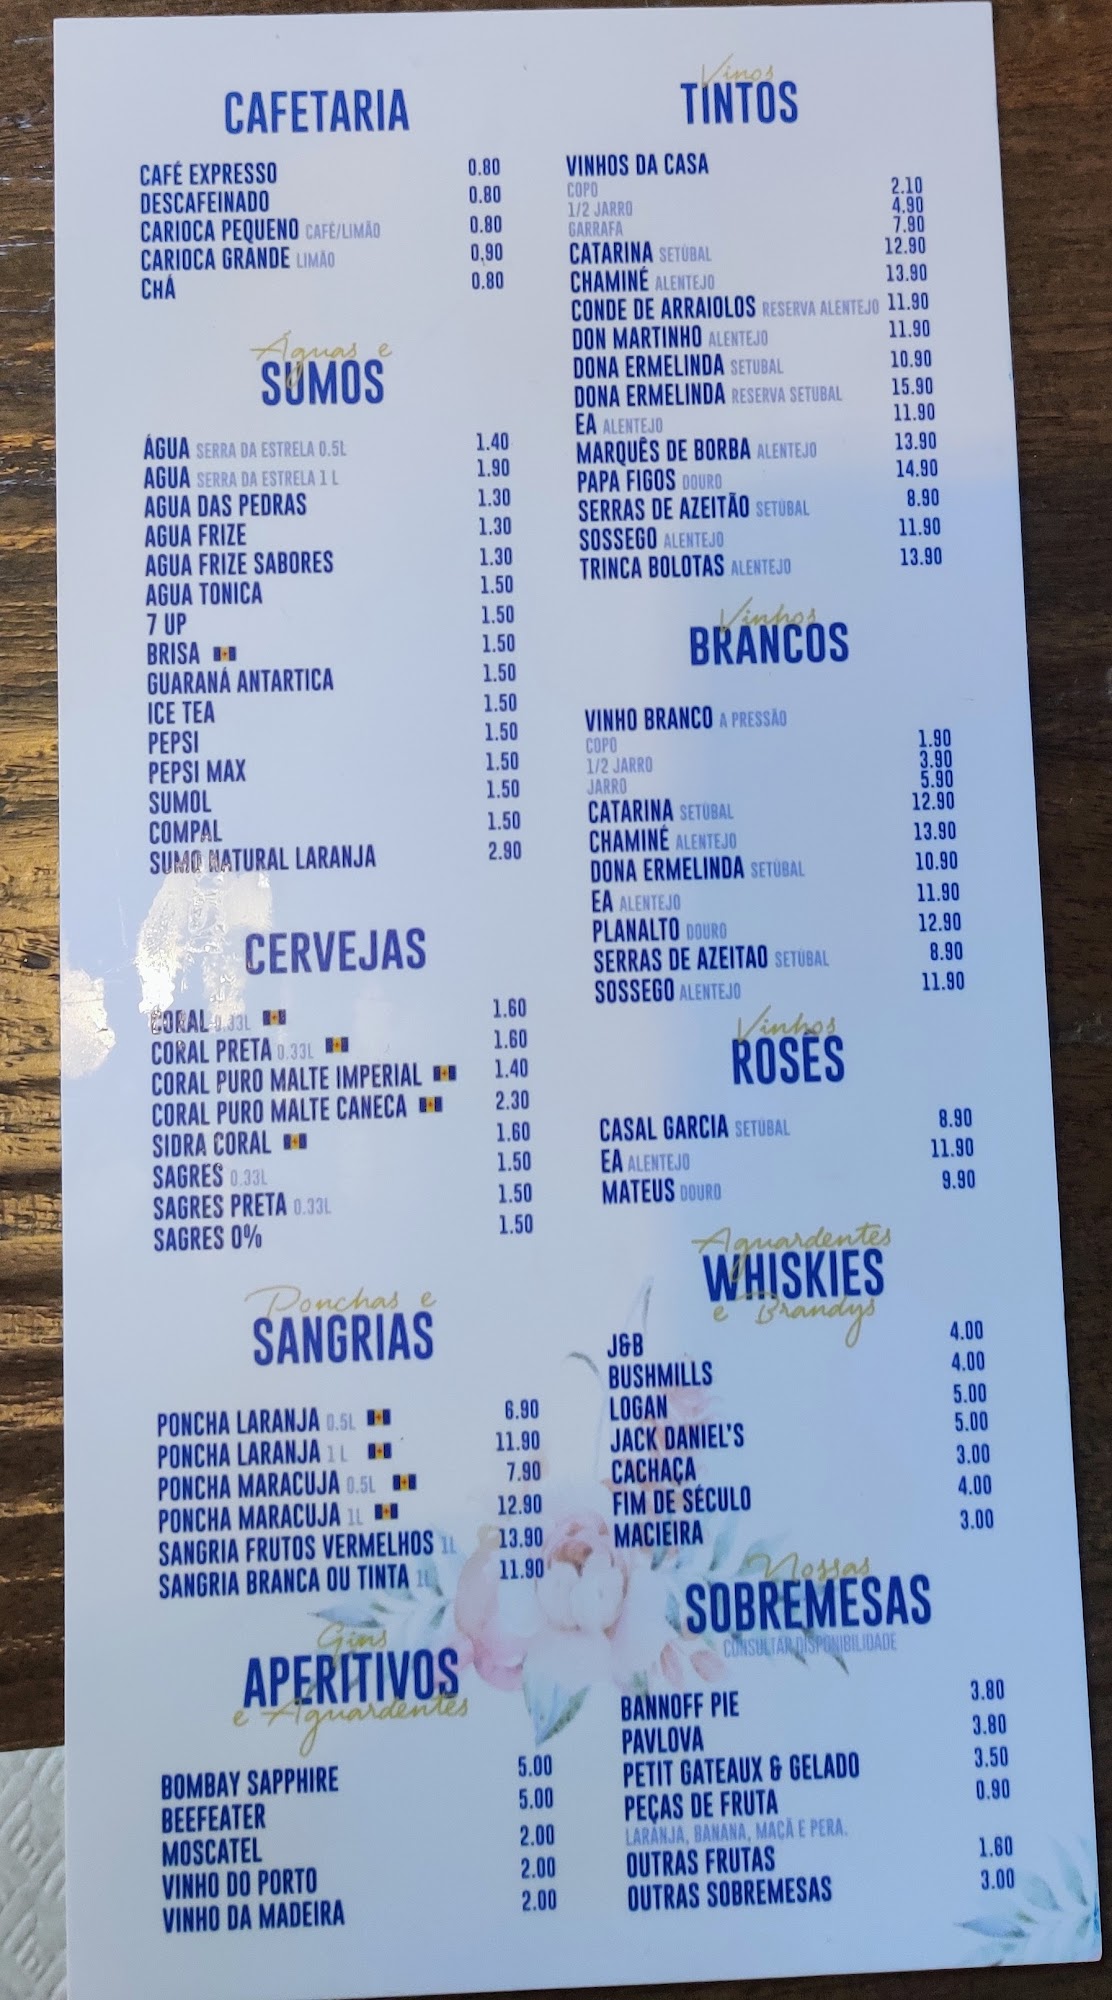 CAFETARIA
CAFÉ EXPRESSO 0.80
DESCAFEINADO 0.80
CARIOCA PEQUENO CAFÉ/LIMÃO 0.80
CARIOCA GRANDE LIMÃO 0,90
CHÁ 0.80
Águas e
SUMOS
ÁGUA SERRA DA ESTRELA 0.5L 1.40
AGUA SERRA DA ESTRELA 1 L 1.90
AGUA DAS PEDRAS 1.30
AGUA FRIZE 1.30
AGUA FRIZE SABORES 1.30
AGUA TONICA 1.50
7 UP 1.50
BRISA 1.50
GUARANÁ ANTARTICA 1.50
ICE TEA 1.50
PEPSI 1.50
PEPSI MAX 1.50
SUMOL 1.50
COMPAL 1.50
SUMO NATURAL LARANJA 2.90
CERVEJAS
CORAL 0.33L 1.60
CORAL PRETA 0.33L 1.60
CORAL PURO MALTE IMPERIAL 1.40
CORAL PURO MALTE CANECA 2.30
SIDRA CORAL 1.60
SAGRES 0.33L 1.50
SAGRES PRETA 0.33L 1.50
SAGRES 0% 1.50
Ponchas e
SANGRIAS
PONCHA LARANJA 0.5L 6.90
PONCHA LARANJA 1 L 11.90
PONCHA MARACUJA 0.5L 7.90
PONCHA MARACUJA 1L 12.90
SANGRIA FRUTOS VERMELHOS 1L 13.90
SANGRIA BRANCA OU TINTA 1L 11.90
Gins
APERITIVOS
e Aguardentes
BOMBAY SAPPHIRE 5.00
BEEFEATER 5.00
MOSCATEL 2.00
VINHO DO PORTO 2.00
VINHO DA MADEIRA 2.00
Vinos
TINTOS
VINHOS DA CASA
COPO 2.10
1/2 JARRO 4.90
GARRAFA 7.90
CATARINA SETÚBAL 12.90
CHAMINÉ ALENTEJO 13.90
CONDE DE ARRAIOLOS RESERVA ALENTEJO 11.90
DON MARTINHO ALENTEJO 11.90
DONA ERMELINDA SETUBAL 10.90
DONA ERMELINDA RESERVA SETUBAL 15.90
EA ALENTEJO 11.90
MARQUÊS DE BORBA ALENTEJO 13.90
PAPA FIGOS DOURO 14.90
SERRAS DE AZEITÃO SETÚBAL 8.90
SOSSEGO ALENTEJO 11.90
TRINCA BOLOTAS ALENTEJO 13.90
Vinhos
BRANCOS
VINHO BRANCO A PRESSÃO
COPO 1.90
1/2 JARRO 3.90
JARRO 5.90
CATARINA SETÚBAL 12.90
CHAMINÉ ALENTEJO 13.90
DONA ERMELINDA SETÚBAL 10.90
EA ALENTEJO 11.90
PLANALTO DOURO 12.90
SERRAS DE AZEITAO SETÚBAL 8.90
SOSSEGO ALENTEJO 11.90
Vinhos
ROSÉS
CASAL GARCIA SETÚBAL 8.90
EA ALENTEJO 11.90
MATEUS DOURO 9.90
Aguardentes
WHISKIES
e Brandys
J&B 4.00
BUSHMILLS 4.00
LOGAN 5.00
JACK DANIEL'S 5.00
CACHAÇA 3.00
FIM DE SÉCULO 4.00
MACIEIRA 3.00
Nossas
SOBREMESAS
CONSULTAR DISPONIBILIDADE
BANNOFF PIE 3.80
PAVLOVA 3.80
PETIT GATEAUX & GELADO 3.50
PEÇAS DE FRUTA 0.90
LARANJA, BANANA, MAÇÃ E PERA.
OUTRAS FRUTAS 1.60
OUTRAS SOBREMESAS 3.00